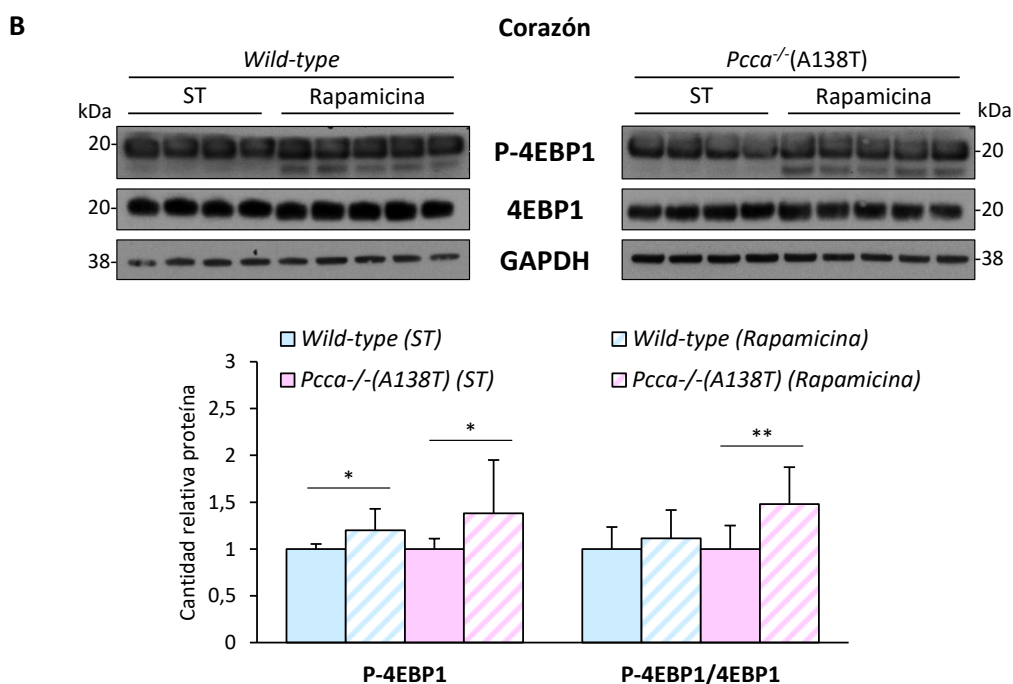 B
Corazón
Wild-type
Pcca-/-(A138T)
ST Rapamicina
ST Rapamicina
kDa
kDa
20-
P-4EBP1
-20
20-
4EBP1
-20
38-
GAPDH
-38
Wild-type (ST)
Wild-type (Rapamicina)
Pcca-/-(A138T) (ST)
Pcca-/-(A138T) (Rapamicina)
Cantidad relativa proteína
3
2,5
2
1,5
1
0,5
0
*
*
**
P-4EBP1
P-4EBP1/4EBP1